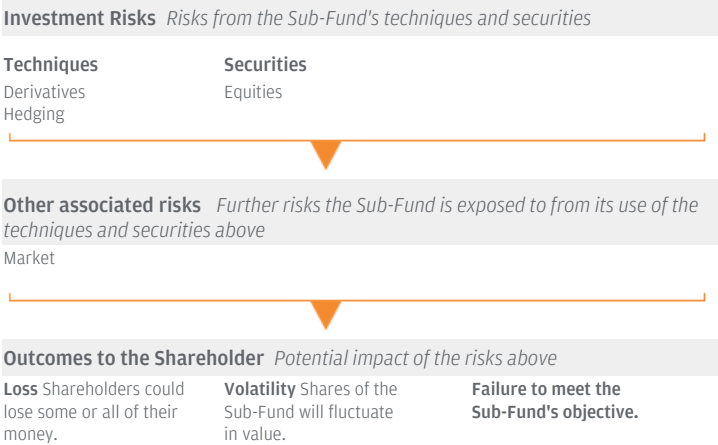 Investment Risks Risks from the Sub-Fund's techniques and securities
Techniques
Derivatives
Hedging
Securities
Equities
Other associated risks Further risks the Sub-Fund is exposed to from its use of the
techniques and securities above
Market
Outcomes to the Shareholder Potential impact of the risks above
Loss Shareholders could
lose some or all of their
money.
Volatility Shares of the
Sub-Fund will fluctuate
in value.
Failure to meet the
Sub-Fund's objective.